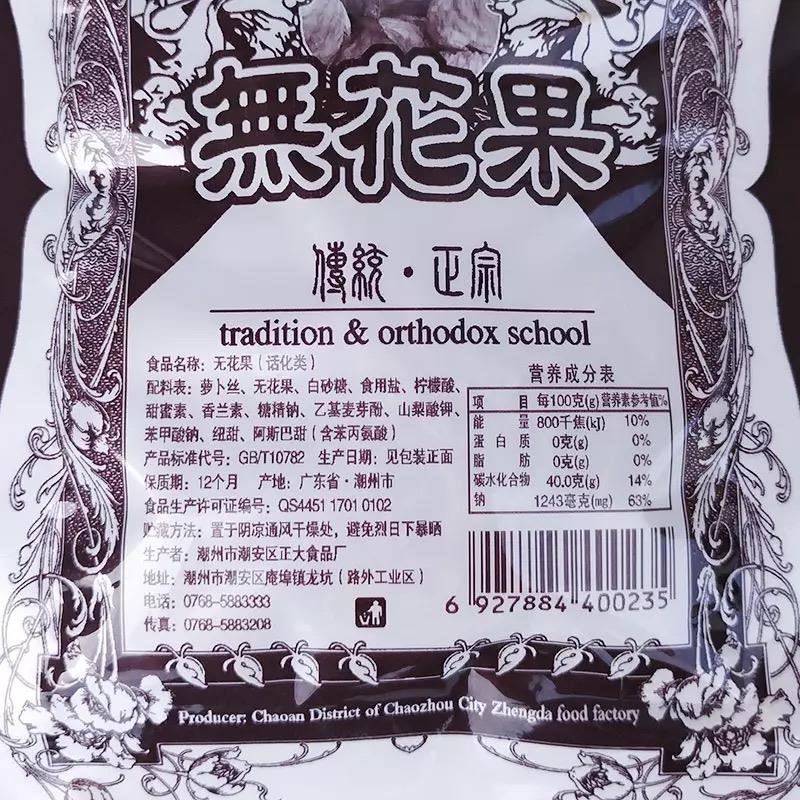 無花果
傳統·正宗
tradition & orthodox school
食品名称：无花果（话化类）
配料表：萝卜丝、无花果、白砂糖、食用盐、柠檬酸、
甜蜜素、香兰素、糖精钠、乙基麦芽酚、山梨酸钾、
苯甲酸钠、纽甜、阿斯巴甜（含苯丙氨酸）
产品标准代号：GB/T10782 生产日期：见包装正面
保质期：12个月 产地：广东省·潮州市
食品生产许可证编号：QS4451 1701 0102
贮藏方法：置于阴凉通风干燥处，避免烈日下暴晒
生产者：潮州市潮安区正大食品厂
地址：潮州市潮安区庵埠镇龙坑（路外工业区）
电话：0768-5883333
传真：0768-5883208
营养成分表
项 目 每100克(g) 营养素参考值%
能 量 800千焦(kJ) 10%
蛋白质 0克(g) 0%
脂 肪 0克(g) 0%
碳水化合物 40.0克(g) 14%
钠 1243毫克(mg) 63%
6 927884 400235
Producer: Chaoan District of Chaozhou City Zhengda food factory